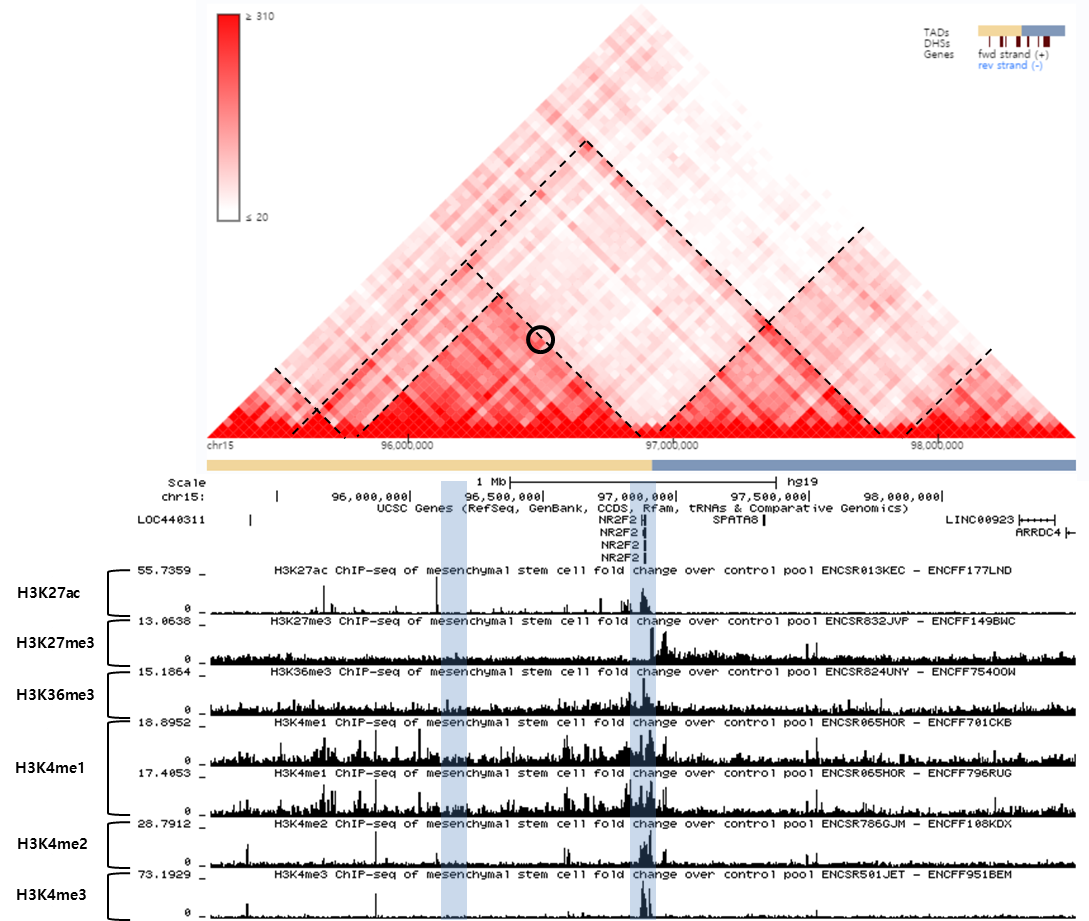 ≥ 310
≤ 20
TADs
DHSs
Genes
fwd strand (+)
rev strand (-)
chr15
96,000,000
97,000,000
98,000,000
Scale
1 Mb
hg19
chr15:
96,000,000
96,500,000
97,000,000
97,500,000
98,000,000
UCSC Genes (RefSeq, GenBank, CCDS, Rfam, tRNAs & Comparative Genomics)
LOC440311
NR2F2
SPATA8
LINC00923
NR2F2
ARRDC4
NR2F2
NR2F2
H3K27ac
55.7359
H3K27ac ChIP-seq of mesenchymal stem cell fold change over control pool ENCSR013KEC - ENCFF177LND
0
H3K27me3
13.0638
H3K27me3 ChIP-seq of mesenchymal stem cell fold change over control pool ENCSR832JVP - ENCFF149BWC
0
H3K36me3
15.1864
H3K36me3 ChIP-seq of mesenchymal stem cell fold change over control pool ENCSR824UNY - ENCFF754OOW
0
H3K4me1
18.8952
H3K4me1 ChIP-seq of mesenchymal stem cell fold change over control pool ENCSR065HOR - ENCFF701CKB
0
17.4053
H3K4me1 ChIP-seq of mesenchymal stem cell fold change over control pool ENCSR065HOR - ENCFF796RUG
0
H3K4me2
28.7912
H3K4me2 ChIP-seq of mesenchymal stem cell fold change over control pool ENCSR786GJM - ENCFF108KDX
0
H3K4me3
73.1929
H3K4me3 ChIP-seq of mesenchymal stem cell fold change over control pool ENCSR501JET - ENCFF951BEM
0